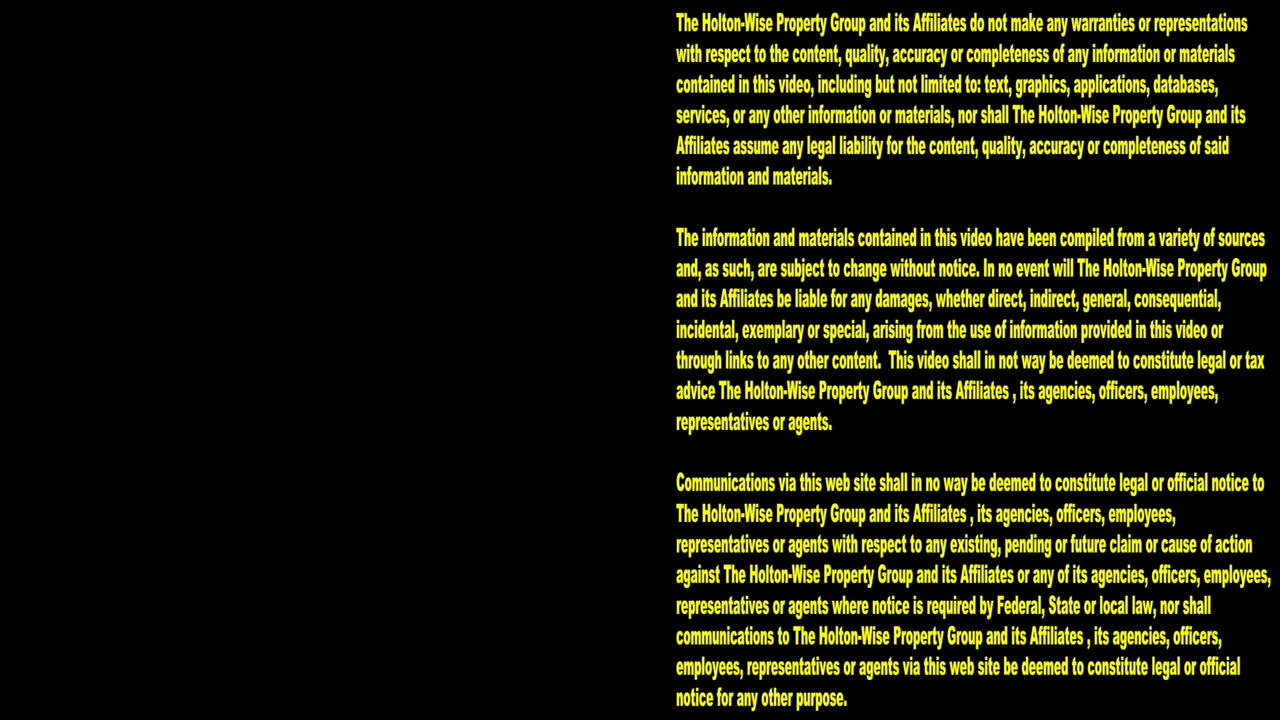 The Holton-Wise Property Group and its Affiliates do not make any warranties or representations
with respect to the content, quality, accuracy or completeness of any information or materials
contained in this video, including but not limited to: text, graphics, applications, databases,
services, or any other information or materials, nor shall The Holton-Wise Property Group and its
Affiliates assume any legal liability for the content, quality, accuracy or completeness of said
information and materials.
The information and materials contained in this video have been compiled from a variety of sources
and, as such, are subject to change without notice. In no event will The Holton-Wise Property Group
and its Affiliates be liable for any damages, whether direct, indirect, general, consequential,
incidental, exemplary or special, arising from the use of information provided in this video or
through links to any other content.  This video shall in not way be deemed to constitute legal or tax
advice The Holton-Wise Property Group and its Affiliates , its agencies, officers, employees,
representatives or agents.
Communications via this web site shall in no way be deemed to constitute legal or official notice to
The Holton-Wise Property Group and its Affiliates , its agencies, officers, employees,
representatives or agents with respect to any existing, pending or future claim or cause of action
against The Holton-Wise Property Group and its Affiliates or any of its agencies, officers, employees,
representatives or agents where notice is required by Federal, State or local law, nor shall
communications to The Holton-Wise Property Group and its Affiliates , its agencies, officers,
employees, representatives or agents via this web site be deemed to constitute legal or official
notice for any other purpose.